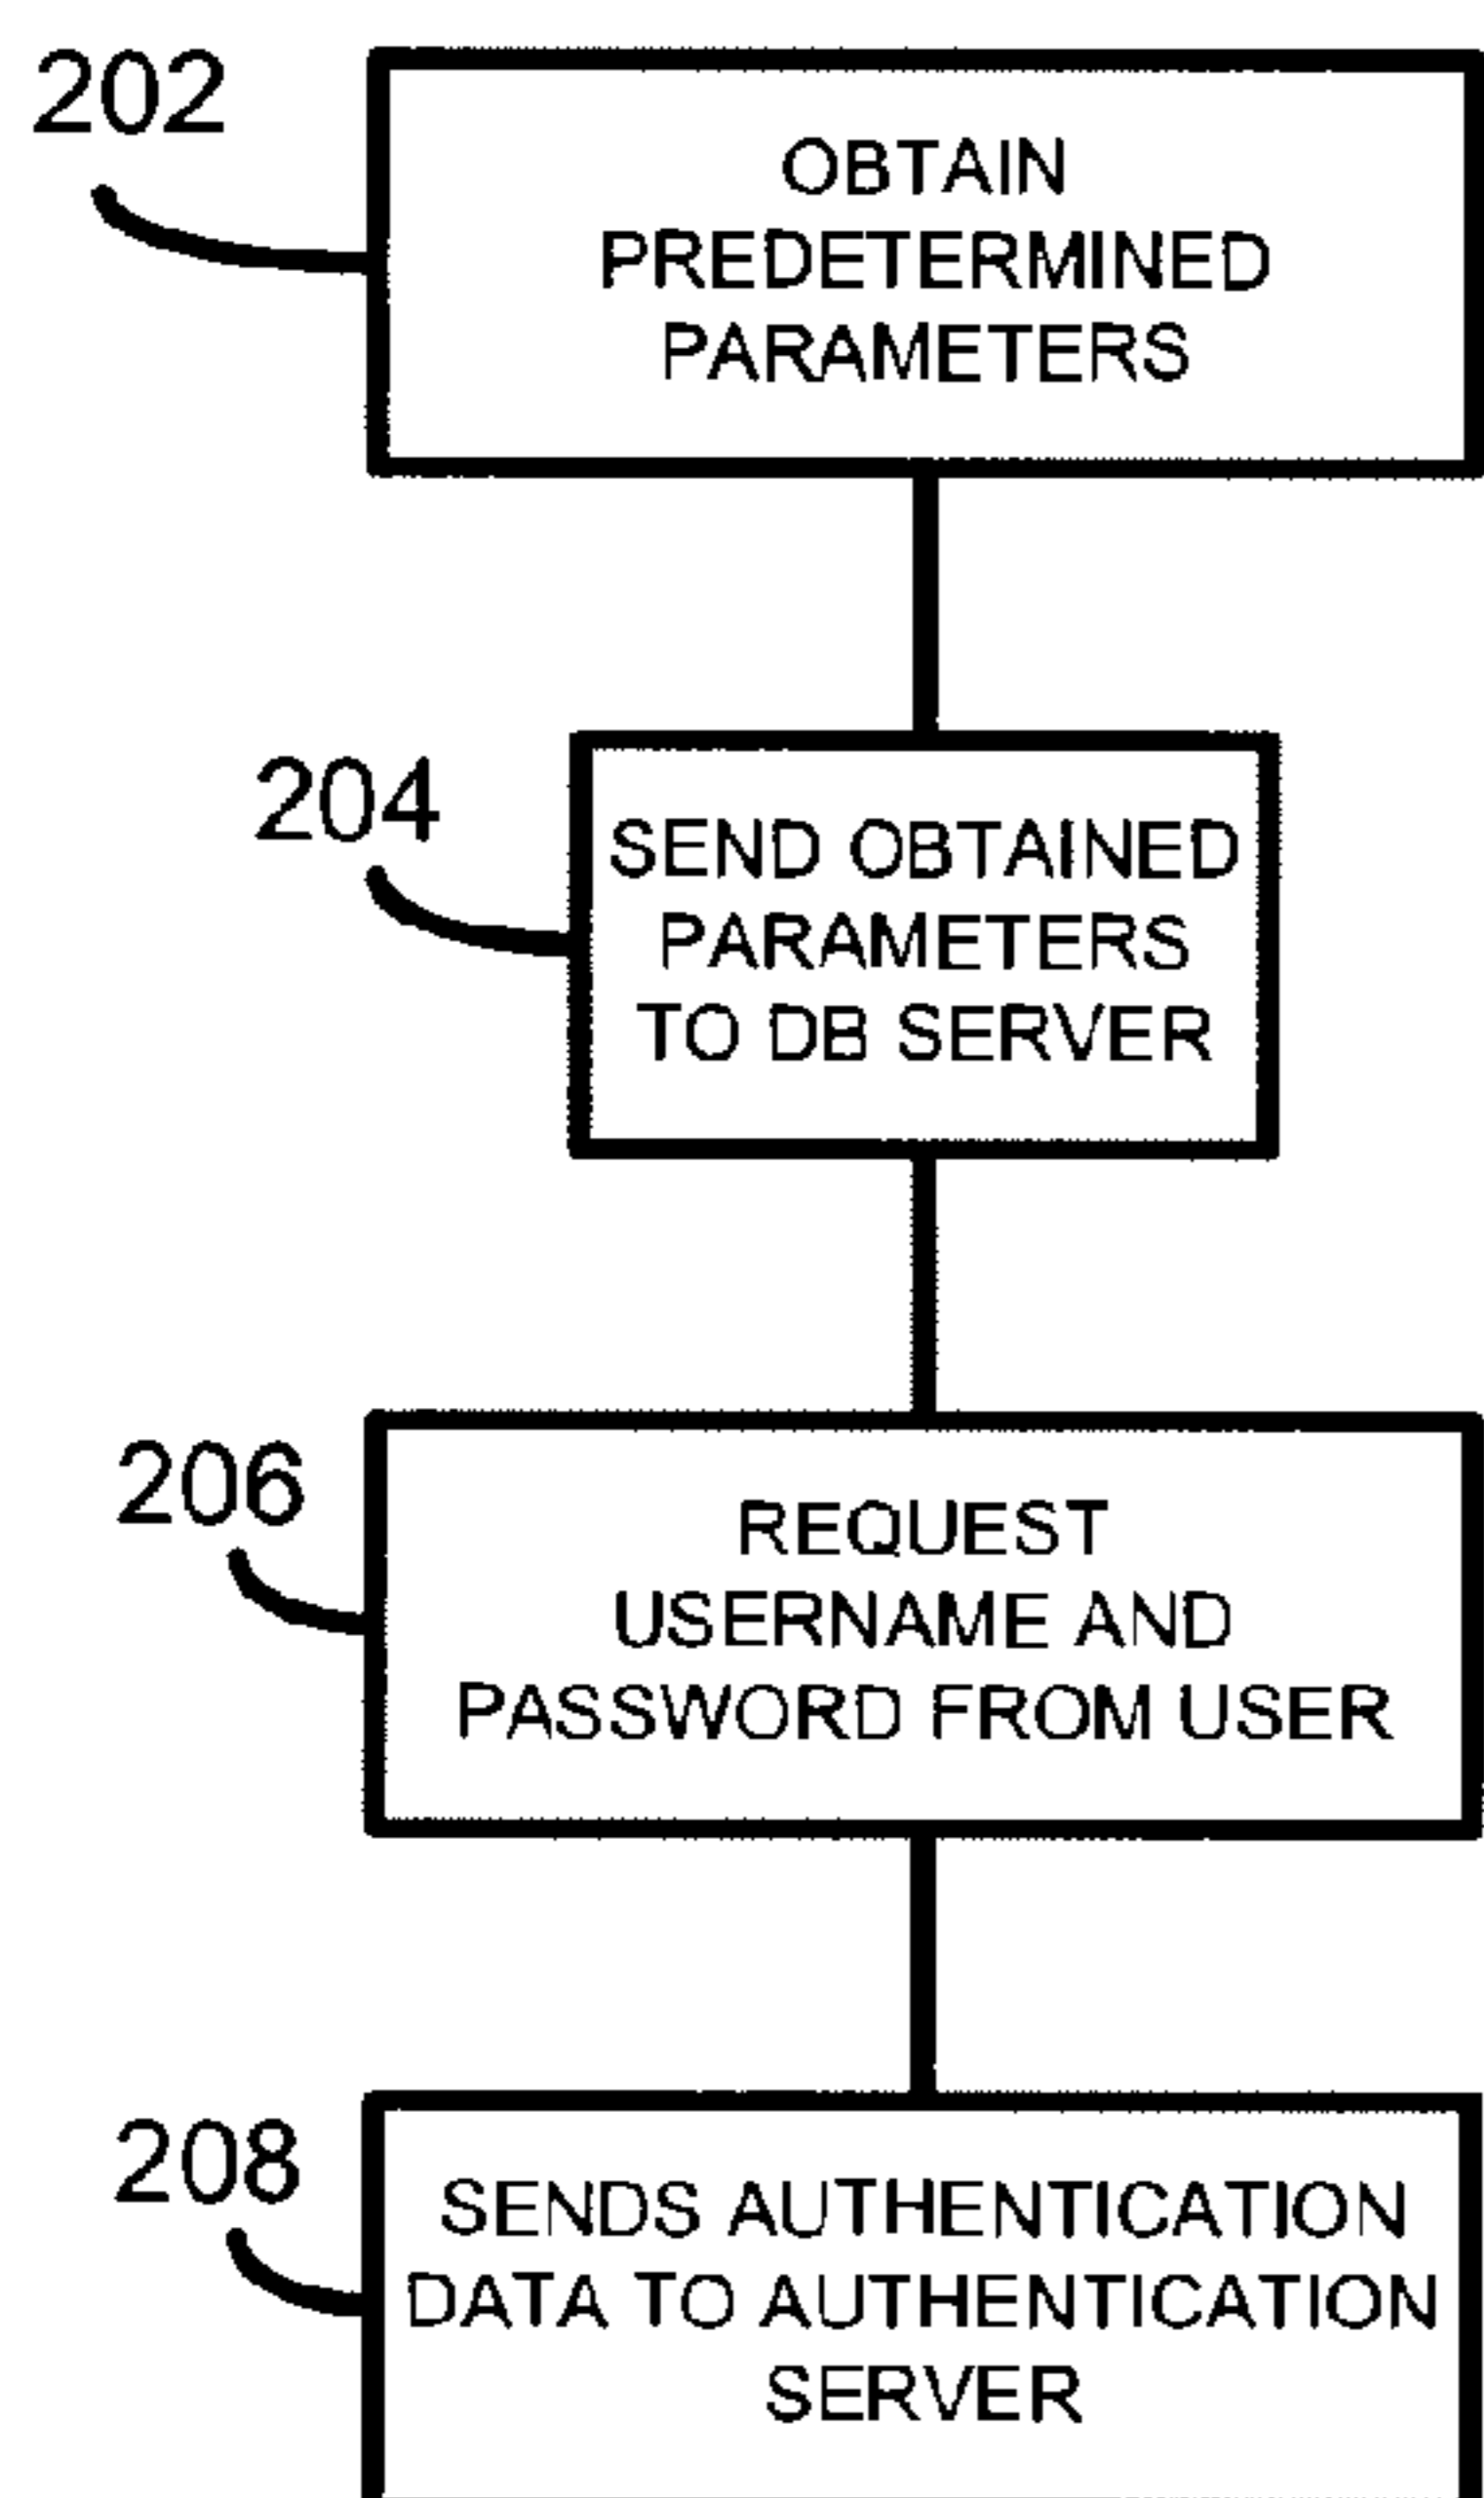 202
OBTAIN
PREDETERMINED
PARAMETERS
204
SEND OBTAINED
PARAMETERS
TO DB SERVER
206
REQUEST
USERNAME AND
PASSWORD FROM USER
208
SENDS AUTHENTICATION
DATA TO AUTHENTICATION
SERVER